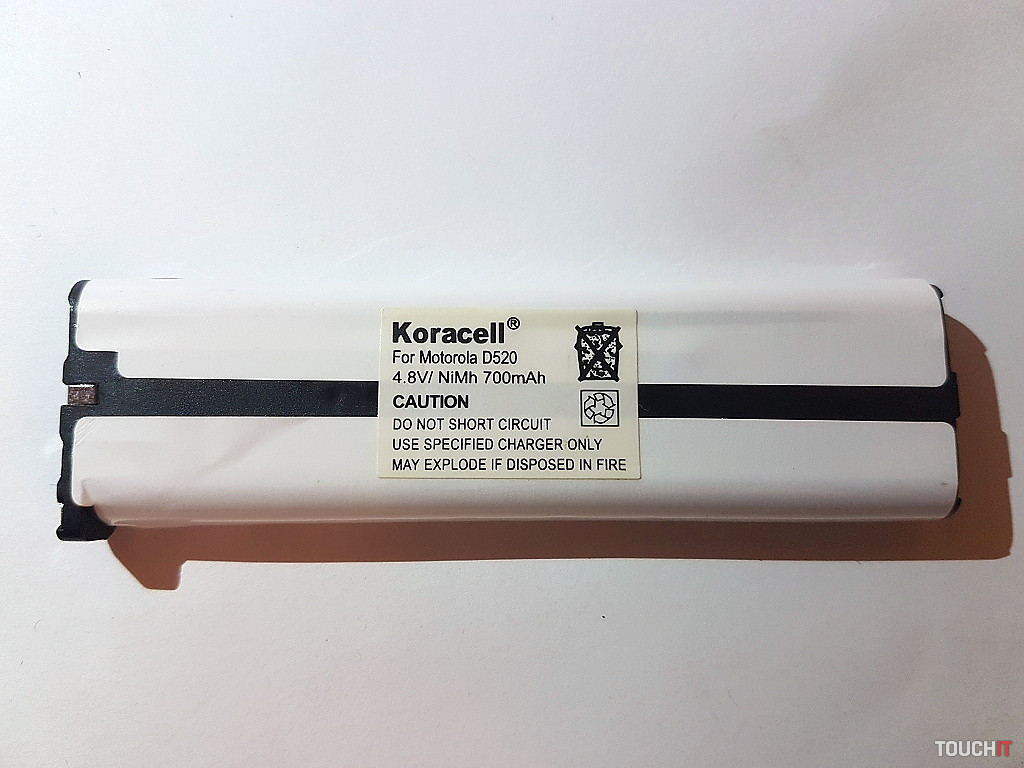 Koracell®
For Motorola D520
4.8V/ NiMh 700mAh
CAUTION
DO NOT SHORT CIRCUIT
USE SPECIFIED CHARGER ONLY
MAY EXPLODE IF DISPOSED IN FIRE
TOUCHIT